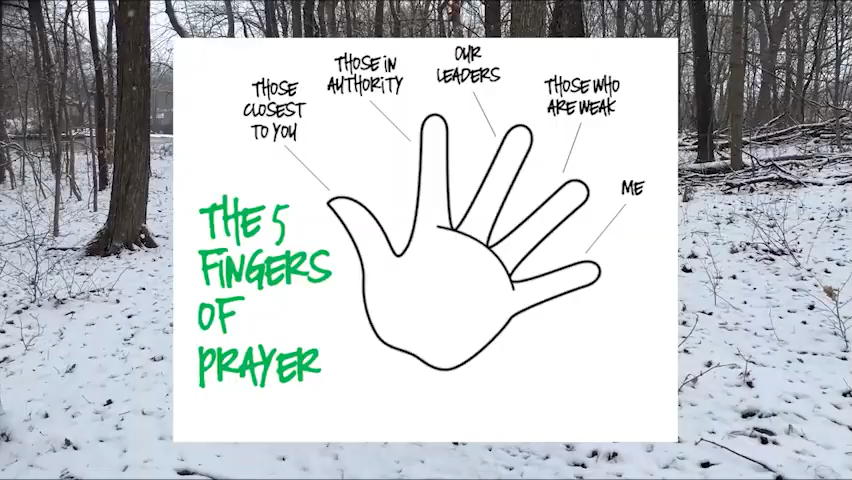 THOSE
CLOSEST
TO YOU
THOSE IN
AUTHORITY
OUR
LEADERS
THOSE WHO
ARE WEAK
ME
THE 5
FINGERS
OF
PRAYER